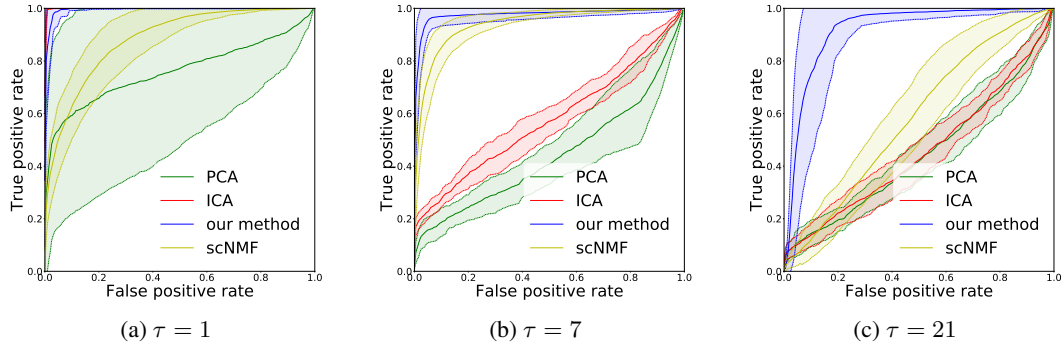 True positive rate
1.0
0.8
0.6
0.4
0.2
0.0
0.0 0.2 0.4 0.6 0.8 1.0
False positive rate
PCA
ICA
our method
scNMF
(a) τ = 1
True positive rate
1.0
0.8
0.6
0.4
0.2
0.0
0.0 0.2 0.4 0.6 0.8 1.0
False positive rate
PCA
ICA
our method
scNMF
(b) τ = 7
True positive rate
1.0
0.8
0.6
0.4
0.2
0.0
0.0 0.2 0.4 0.6 0.8 1.0
False positive rate
PCA
ICA
our method
scNMF
(c) τ = 21